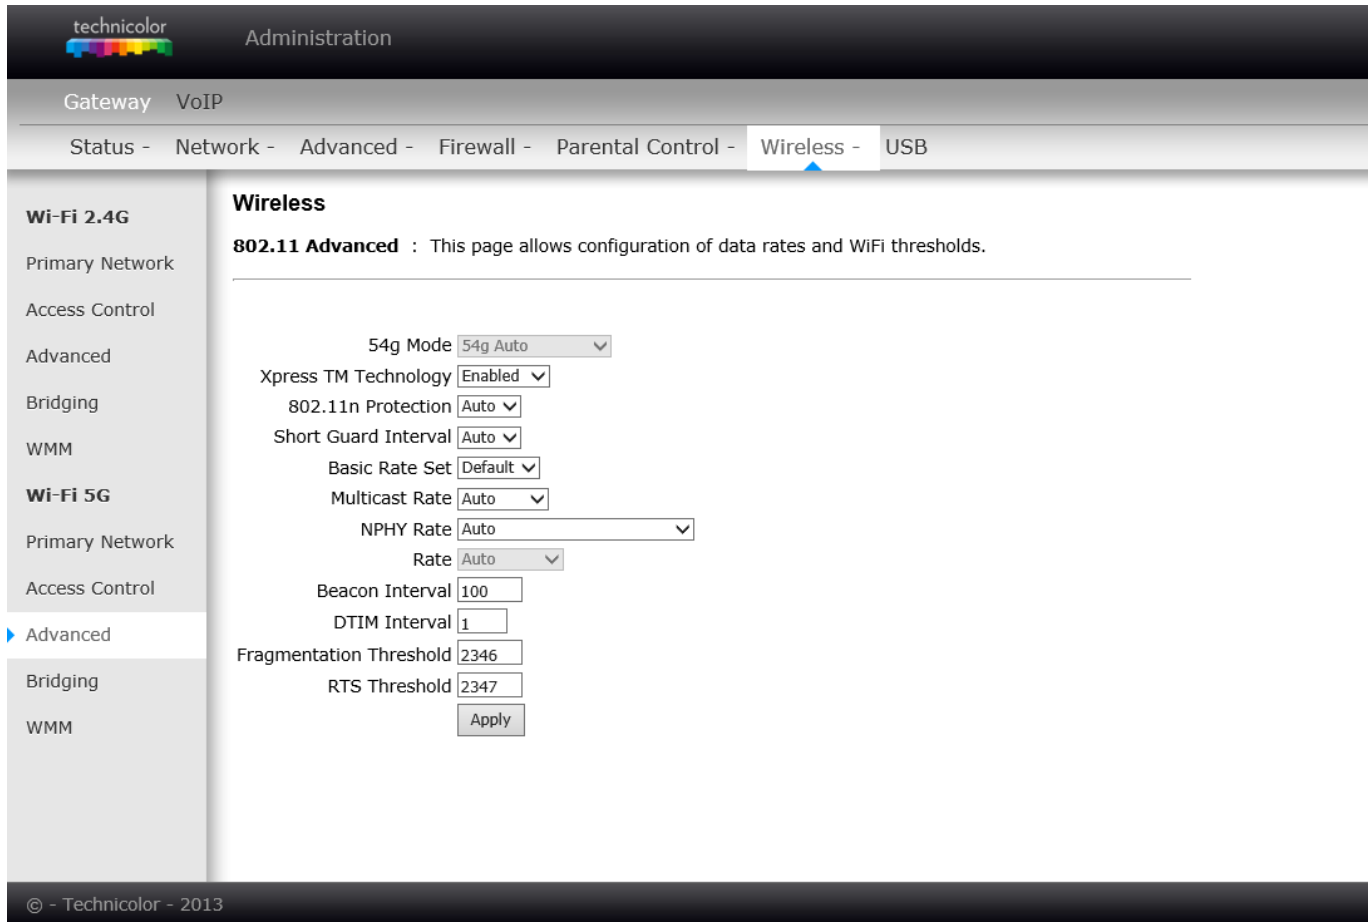 technicolor
Administration
Gateway VoIP
Status - Network - Advanced - Firewall - Parental Control - Wireless - USB
Wi-Fi 2.4G
Primary Network
Access Control
Advanced
Bridging
WMM
Wi-Fi 5G
Primary Network
Access Control
Advanced
Bridging
WMM
Wireless
802.11 Advanced : This page allows configuration of data rates and WiFi thresholds.
54g Mode 54g Auto
Xpress TM Technology Enabled
802.11n Protection Auto
Short Guard Interval Auto
Basic Rate Set Default
Multicast Rate Auto
NPHY Rate Auto
Rate Auto
Beacon Interval 100
DTIM Interval 1
Fragmentation Threshold 2346
RTS Threshold 2347
Apply
© - Technicolor - 2013